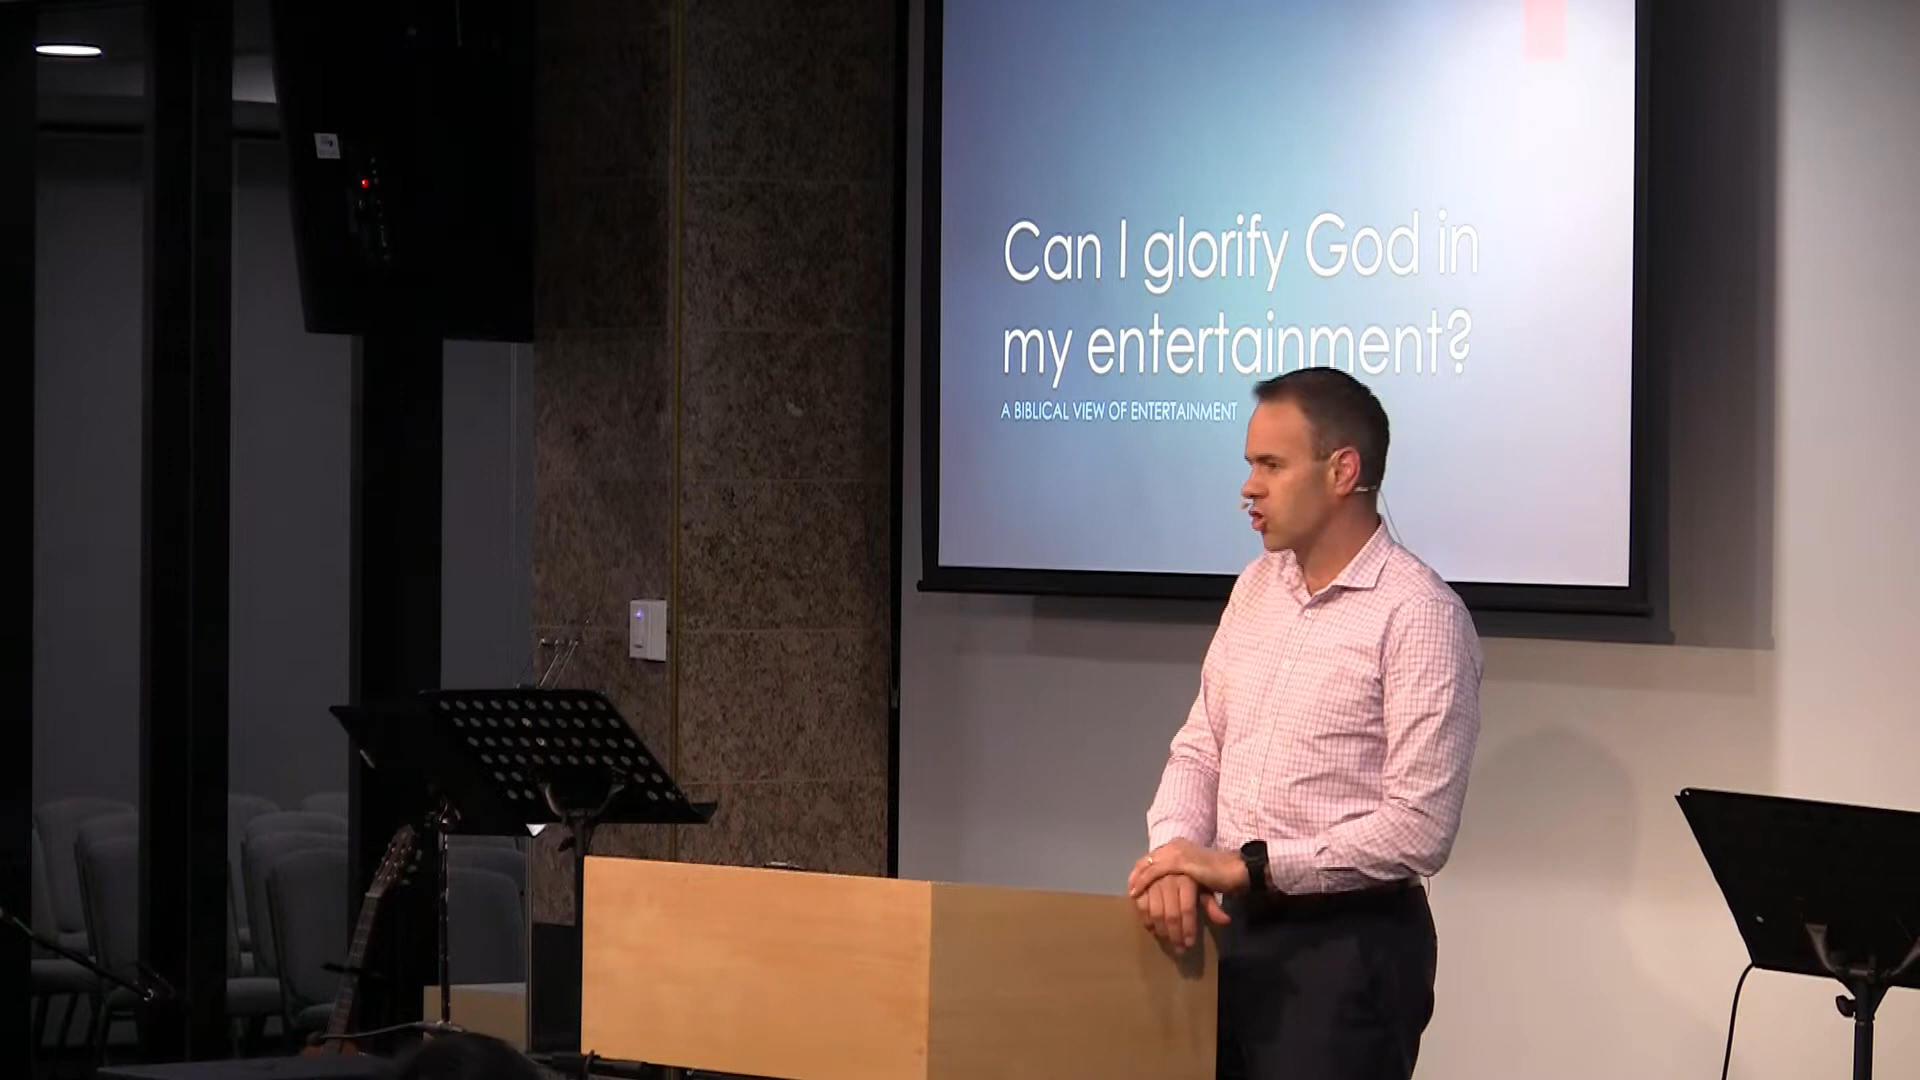 Can I glorify God in
my entertainment?
A BIBLICAL VIEW OF ENTERTAINMENT